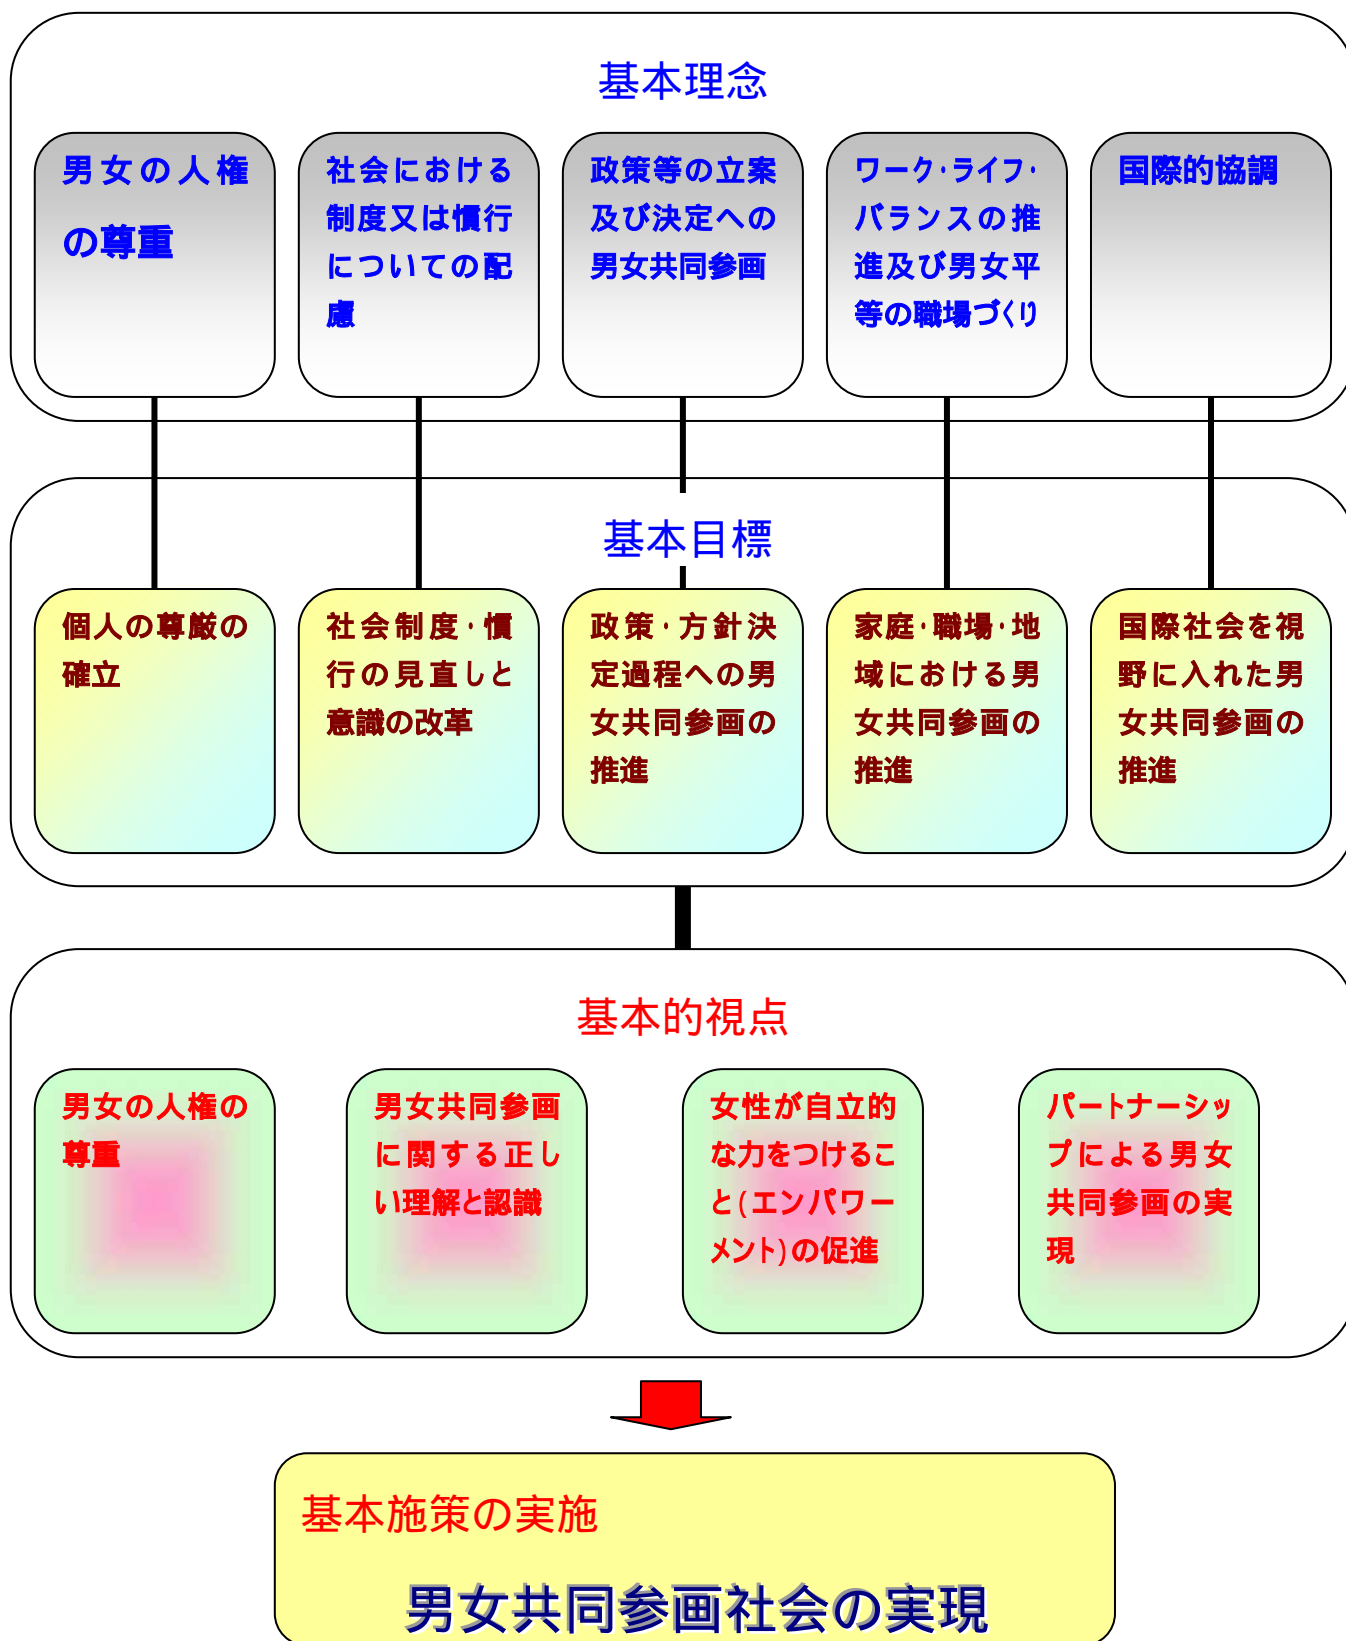 基本理念
男女の人権
の尊重
社会における
制度又は慣行
についての配
慮
政策等の立案
及び決定への
男女共同参画
ワーク・ライフ・
バランスの推
進及び男女平
等の職場づくり
国際的協調
基本目標
個人の尊厳の
確立
社会制度・慣
行の見直しと
意識の改革
政策・方針決
定過程への男
女共同参画の
推進
家庭・職場・地
域における男
女共同参画の
推進
国際社会を視
野に入れた男
女共同参画の
推進
基本的視点
男女の人権の
尊重
男女共同参画
に関する正し
い理解と認識
女性が自立的
な力をつけるこ
と(エンパワー
メント)の促進
パートナーシッ
プによる男女
共同参画の実
現
基本施策の実施
男女共同参画社会の実現